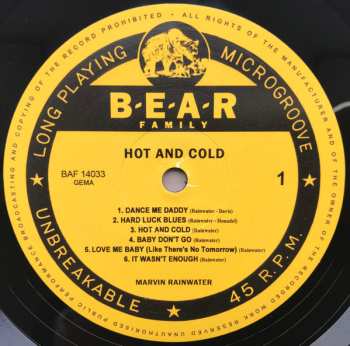 ALL RIGHTS OF THE MANUFACTURER AND OF THE OWNER OF THE RECORDED WORK RESERVED UNAUTHORISED PUBLIC PERFORMANCE BROADCASTING AND COPYING OF THE RECORD PROHIBITED
LONG PLAYING
MICROGROOVE
B·E·A·R
FAMILY
HOT AND COLD
BAF 14033
GEMA
1
1. DANCE ME DADDY (Rainwater - Davis)
2. HARD LUCK BLUES (Rainwater -
3. HOT AND COLD (Rainwater)
4. BABY DON'T GO (Rainwater)
5. LOVE ME BABY (Like There's No Tomorrow) (Rainwater)
6. IT WASN'T ENOUGH (Rainwater)
MARVIN RAINWATER
UNBREAKABLE
45 R.P.M.